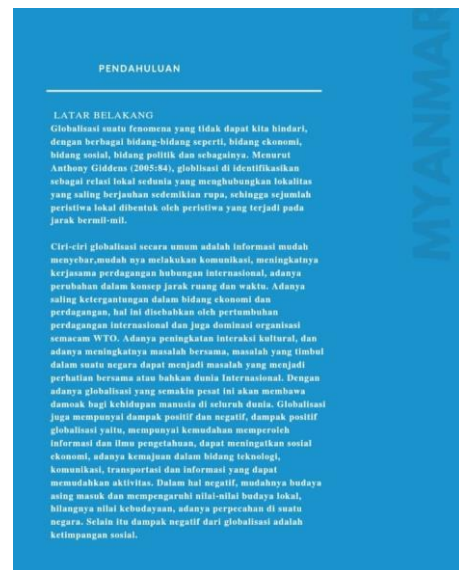 PENDAHULUAN
MYANMAR
LATAR BELAKANG
Globalisasi suatu fenomena yang tidak dapat kita hindari,
dengan berbagai bidang-bidang seperti, bidang ekonomi,
bidang sosial, bidang politik dan sebagainya. Menurut
Anthony Giddens (2005:84), globlisasi di identifikasikan
sebagai relasi lokal sedunia yang menghubungkan lokalitas
yang saling berjauhan sedemikian rupa, sehingga sejumlah
peristiwa lokal dibentuk oleh peristiwa yang terjadi pada
jarak bermil-mil.
Ciri-ciri globalisasi secara umum adalah informasi mudah
menyebar,mudah nya melakukan komunikasi, meningkatnya
kerjasama perdagangan hubungan internasional, adanya
perubahan dalam konsep jarak ruang dan waktu. Adanya
saling ketergantungan dalam bidang ekonomi dan
perdagangan, hal ini disebabkan oleh pertumbuhan
perdagangan internasional dan juga dominasi organisasi
semacam WTO. Adanya peningkatan interaksi kultural, dan
adanya meningkatnya masalah bersama, masalah yang timbul
dalam suatu negara dapat menjadi masalah yang menjadi
perhatian bersama atau bahkan dunia Internasional. Dengan
adanya globalisasi yang semakin pesat ini akan membawa
damoak bagi kehidupan manusia di seluruh dunia. Globalisasi
juga mempunyai dampak positif dan negatif, dampak positif
globalisasi yaitu, mempunyai kemudahan memperoleh
informasi dan ilmu pengetahuan, dapat meningatkan sosial
ekonomi, adanya kemajuan dalam bidang teknologi,
komunikasi, transportasi dan informasi yang dapat
memudahkan aktivitas. Dalam hal negatif, mudahnya budaya
asing masuk dan mempengaruhi nilai-nilai budaya lokal,
hilangnya nilai kebudayaan, adanya perpecahan di suatu
negara. Selain itu dampak negatif dari globalisasi adalah
ketimpangan sosial.